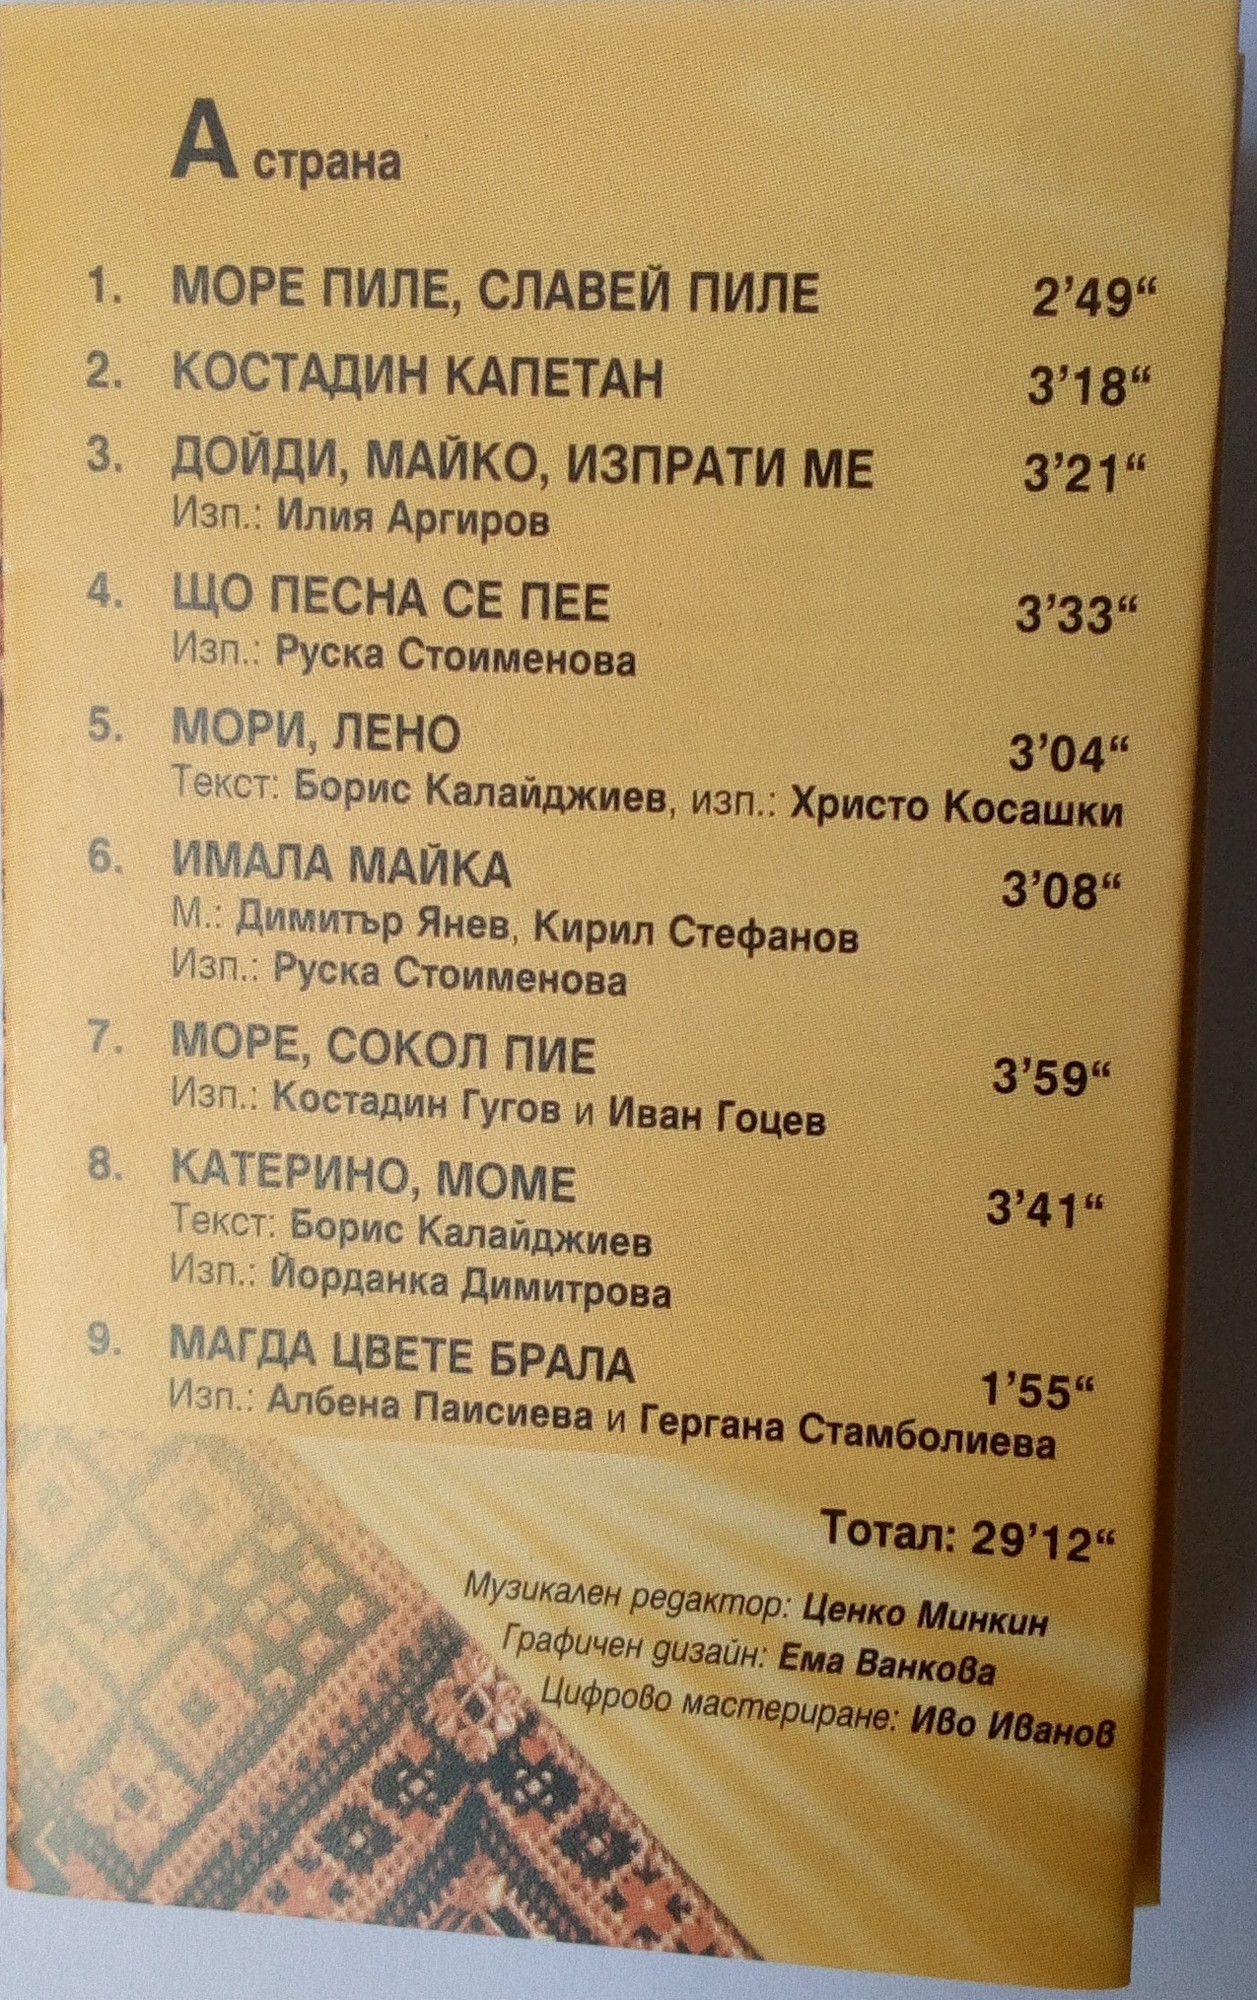 А страна
1. МОРЕ ПИЛЕ, СЛАВЕЙ ПИЛЕ 2’49“
2. КОСТАДИН КАПЕТАН 3’18“
3. ДОЙДИ, МАЙКО, ИЗПРАТИ МЕ 3’21“
Изп.: Илия Аргиров
4. ЩО ПЕСНА СЕ ПЕЕ 3’33“
Изп.: Руска Стоименова
5. МОРИ, ЛЕНО 3’04“
Текст: Борис Калайджиев, изп.: Христо Косашки
6. ИМАЛА МАЙКА 3’08“
М.: Димитър Янев, Кирил Стефанов
Изп.: Руска Стоименова
7. МОРЕ, СОКОЛ ПИЕ 3’59“
Изп.: Костадин Гугов и Иван Гоцев
8. КАТЕРИНО, МОМЕ 3’41“
Текст: Борис Калайджиев
Изп.: Йорданка Димитрова
9. МАГДА ЦВЕТЕ БРАЛА 1’55“
Изп.: Албена Паисиева и Гергана Стамболиева
Тотал: 29’12“
Музикален редактор: Ценко Минкин
Графичен дизайн: Ема Ванкова
Цифрово мастериране: Иво Иванов